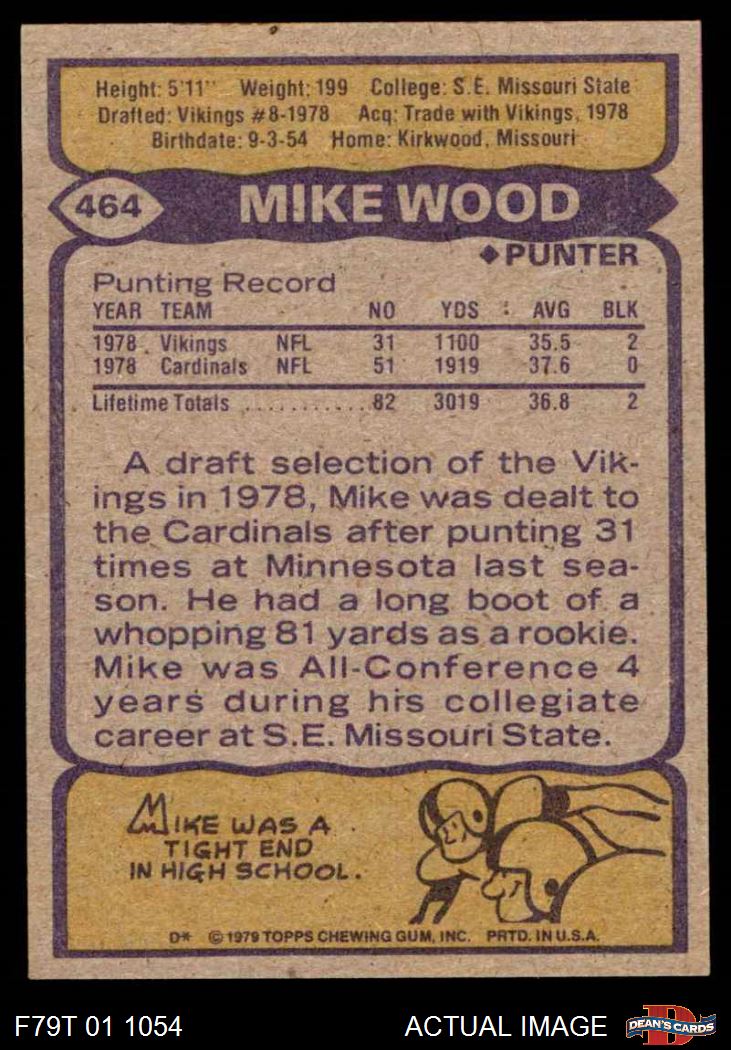 Height: 5'11" Weight: 199 College: S.E. Missouri State
Drafted: Vikings #8-1978 Acq: Trade with Vikings, 1978
Birthdate: 9-3-54 Home: Kirkwood, Missouri
464 MIKE WOOD
◆PUNTER
Punting Record
YEAR TEAM NO YDS AVG BLK
1978 Vikings NFL 31 1100 35.5 2
1978 Cardinals NFL 51 1919 37.6 0
Lifetime Totals ............ 82 3019 36.8 2
A draft selection of the Vik-
ings in 1978, Mike was dealt to
the Cardinals after punting 31
times at Minnesota last sea-
son. He had a long boot of a
whopping 81 yards as a rookie.
Mike was All-Conference 4
years during his collegiate
career at S.E. Missouri State.
MIKE WAS A
TIGHT END
IN HIGH SCHOOL.
D* © 1979 TOPPS CHEWING GUM, INC. PRTD. IN U.S.A.
F79T 01 1054 ACTUAL IMAGE D DEAN'S CARDS